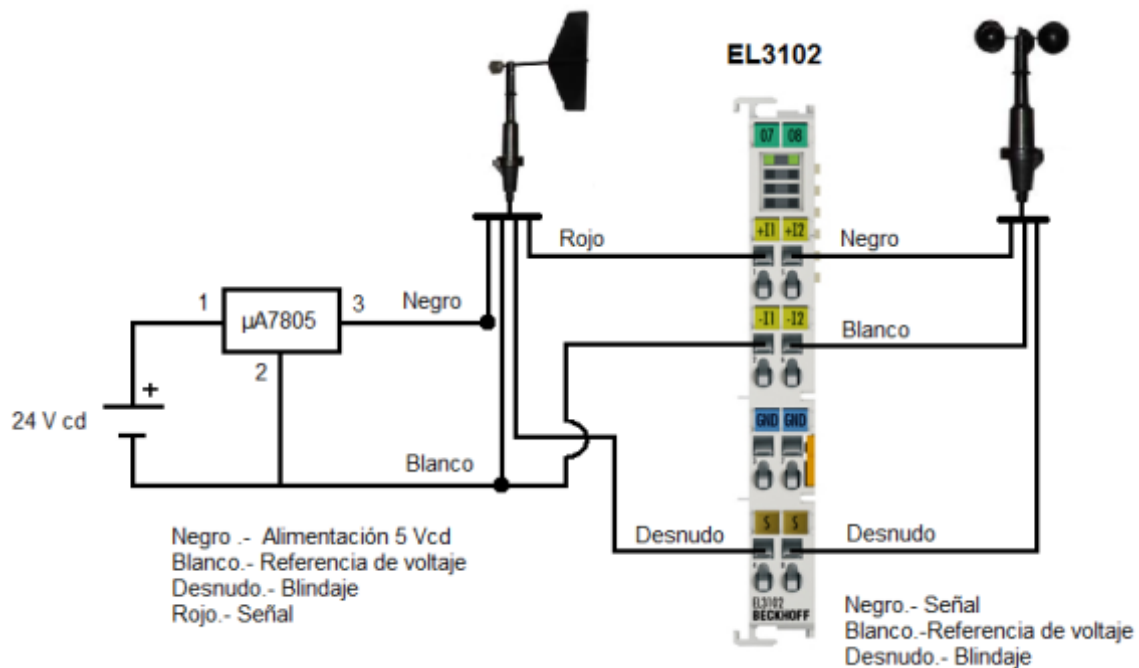 EL3102
07 08
+I1 +I2
Rojo
Negro
1
µA7805
3
Negro
-I1 -I2
Blanco
2
+
24 V cd
GND GND
Blanco
S S
Desnudo
Desnudo
Negro .- Alimentación 5 Vcd
Blanco.- Referencia de voltaje
Desnudo.- Blindaje
Rojo.- Señal
EL3102
BECKHOFF
Negro.- Señal
Blanco.-Referencia de voltaje
Desnudo.- Blindaje